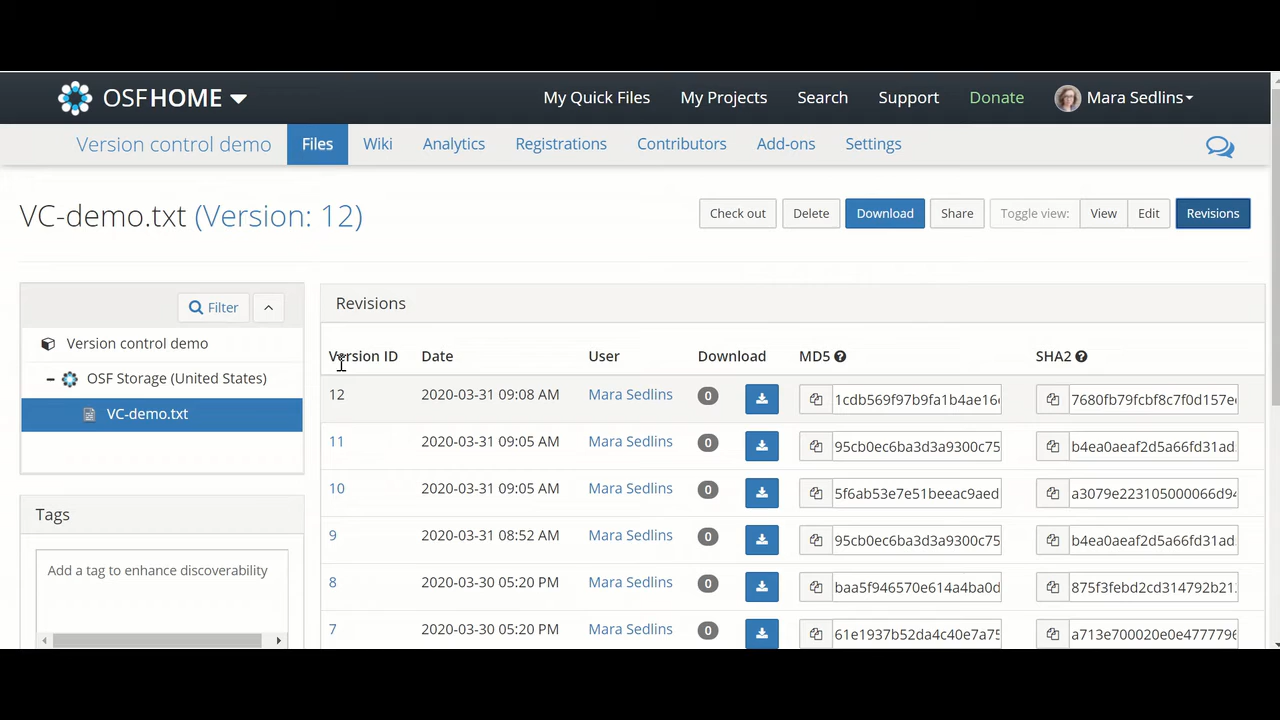 OSFHOME My Quick Files My Projects Search Support Donate Mara Sedlins
Version control demo Files Wiki Analytics Registrations Contributors Add-ons Settings
VC-demo.txt (Version: 12) Check out Delete Download Share Toggle view: View Edit Revisions
Filter
Version control demo
OSF Storage (United States)
VC-demo.txt
Tags
Add a tag to enhance discoverability
Revisions
Version ID Date User Download MD5 SHA2
12 2020-03-31 09:08 AM Mara Sedlins 0 1cdb569f97b9fa1b4ae16 7680fb79cfbf8c7f0d157e
11 2020-03-31 09:05 AM Mara Sedlins 0 95cb0ec6ba3d3a9300c75 b4ea0aeaf2d5a66fd31ad
10 2020-03-31 09:05 AM Mara Sedlins 0 5f6ab53e7e51beeac9aed a3079e223105000066d9
9 2020-03-31 08:52 AM Mara Sedlins 0 95cb0ec6ba3d3a9300c75 b4ea0aeaf2d5a66fd31ad
8 2020-03-30 05:20 PM Mara Sedlins 0 baa5f946570e614a4ba0d 875f3febd2cd314792b21
7 2020-03-30 05:20 PM Mara Sedlins 0 61e1937b52da4c40e7a75 a713e700020e0e4777796